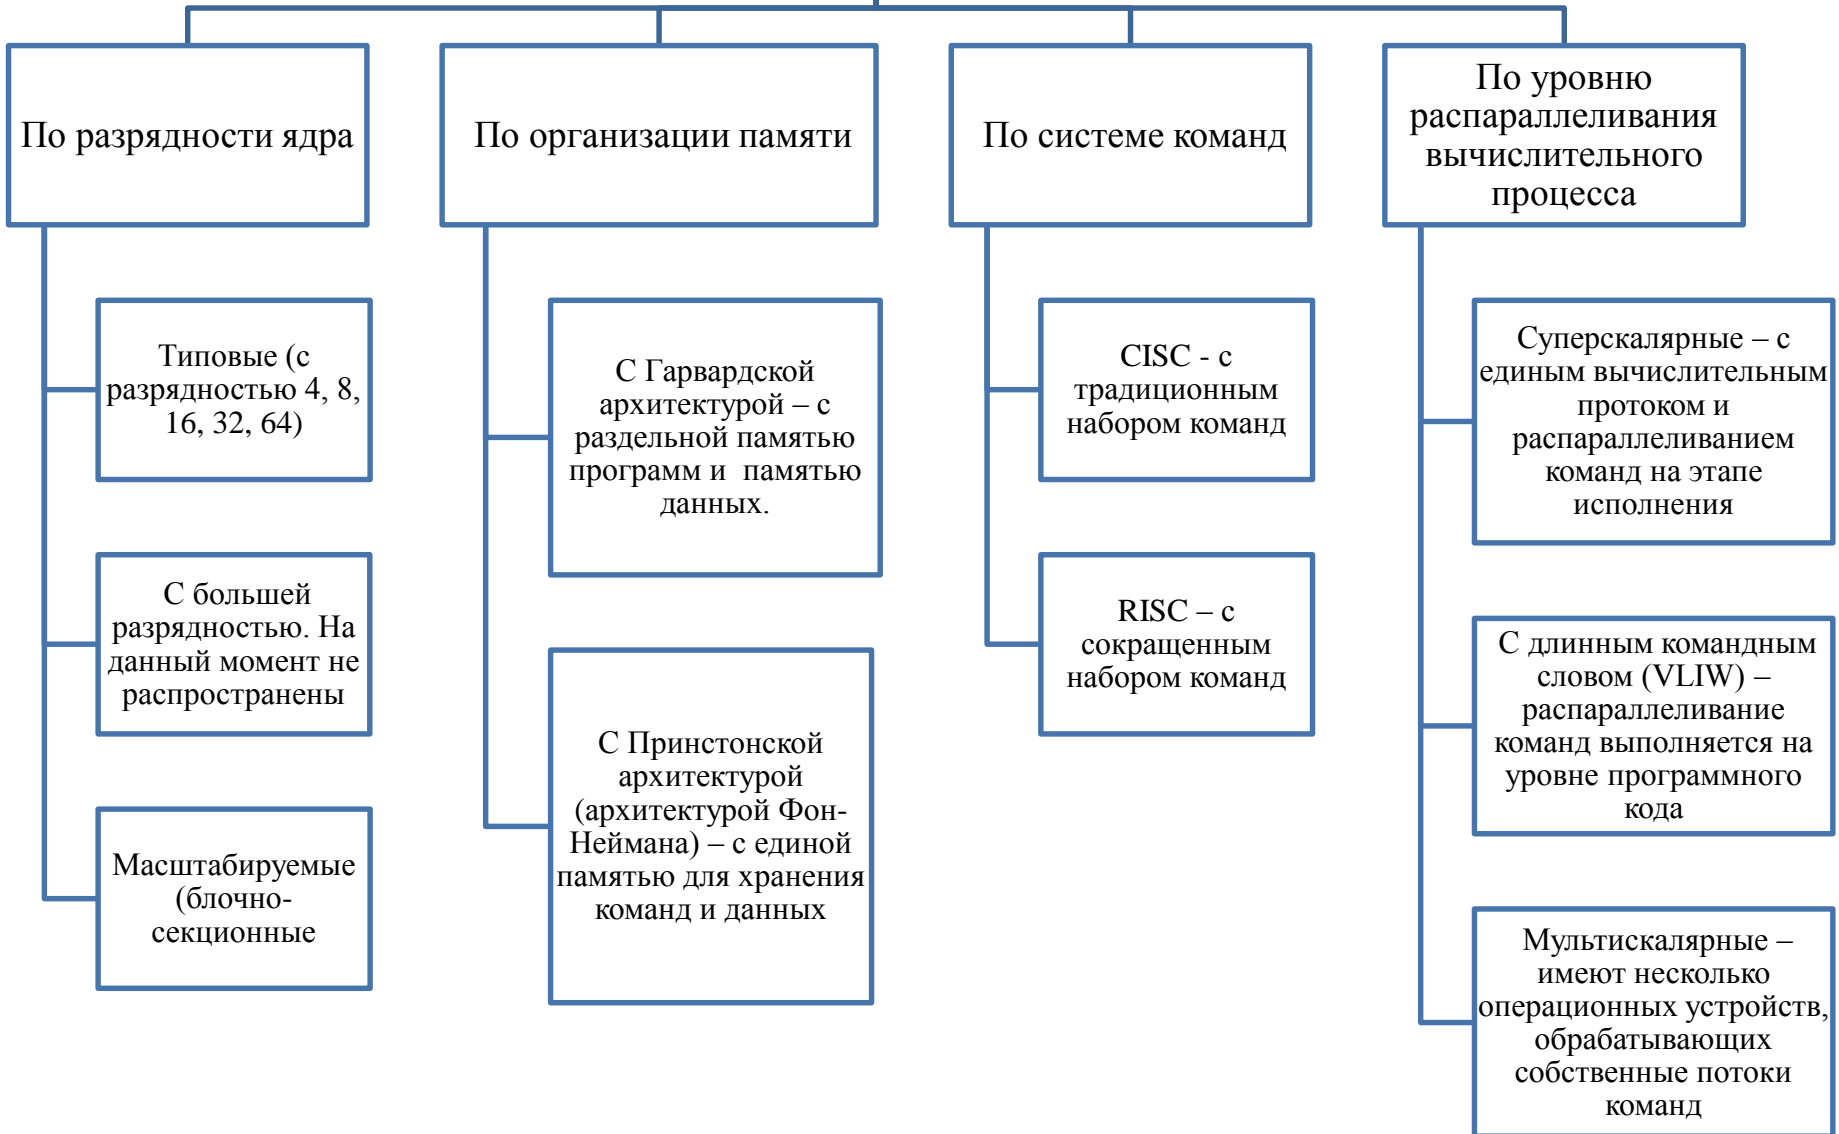 По разрядности ядра
Типовые (с
разрядностью 4, 8,
16, 32, 64)
С большей
разрядностью. На
данный момент не
распространены
Масштабируемые
(блочно-
секционные
По организации памяти
С Гарвардской
архитектурой – с
раздельной памятью
программ и памятью
данных.
С Принстонской
архитектурой
(архитектурой Фон-
Неймана) – с единой
памятью для хранения
команд и данных
По системе команд
CISC - с
традиционным
набором команд
RISC – с
сокращенным
набором команд
По уровню
распараллеливания
вычислительного
процесса
Суперскалярные – с
единым вычислительным
протоком и
распараллеливанием
команд на этапе
исполнения
С длинным командным
словом (VLIW) –
распараллеливание
команд выполняется на
уровне программного
кода
Мультискалярные –
имеют несколько
операционных устройств,
обрабатывающих
собственные потоки
команд